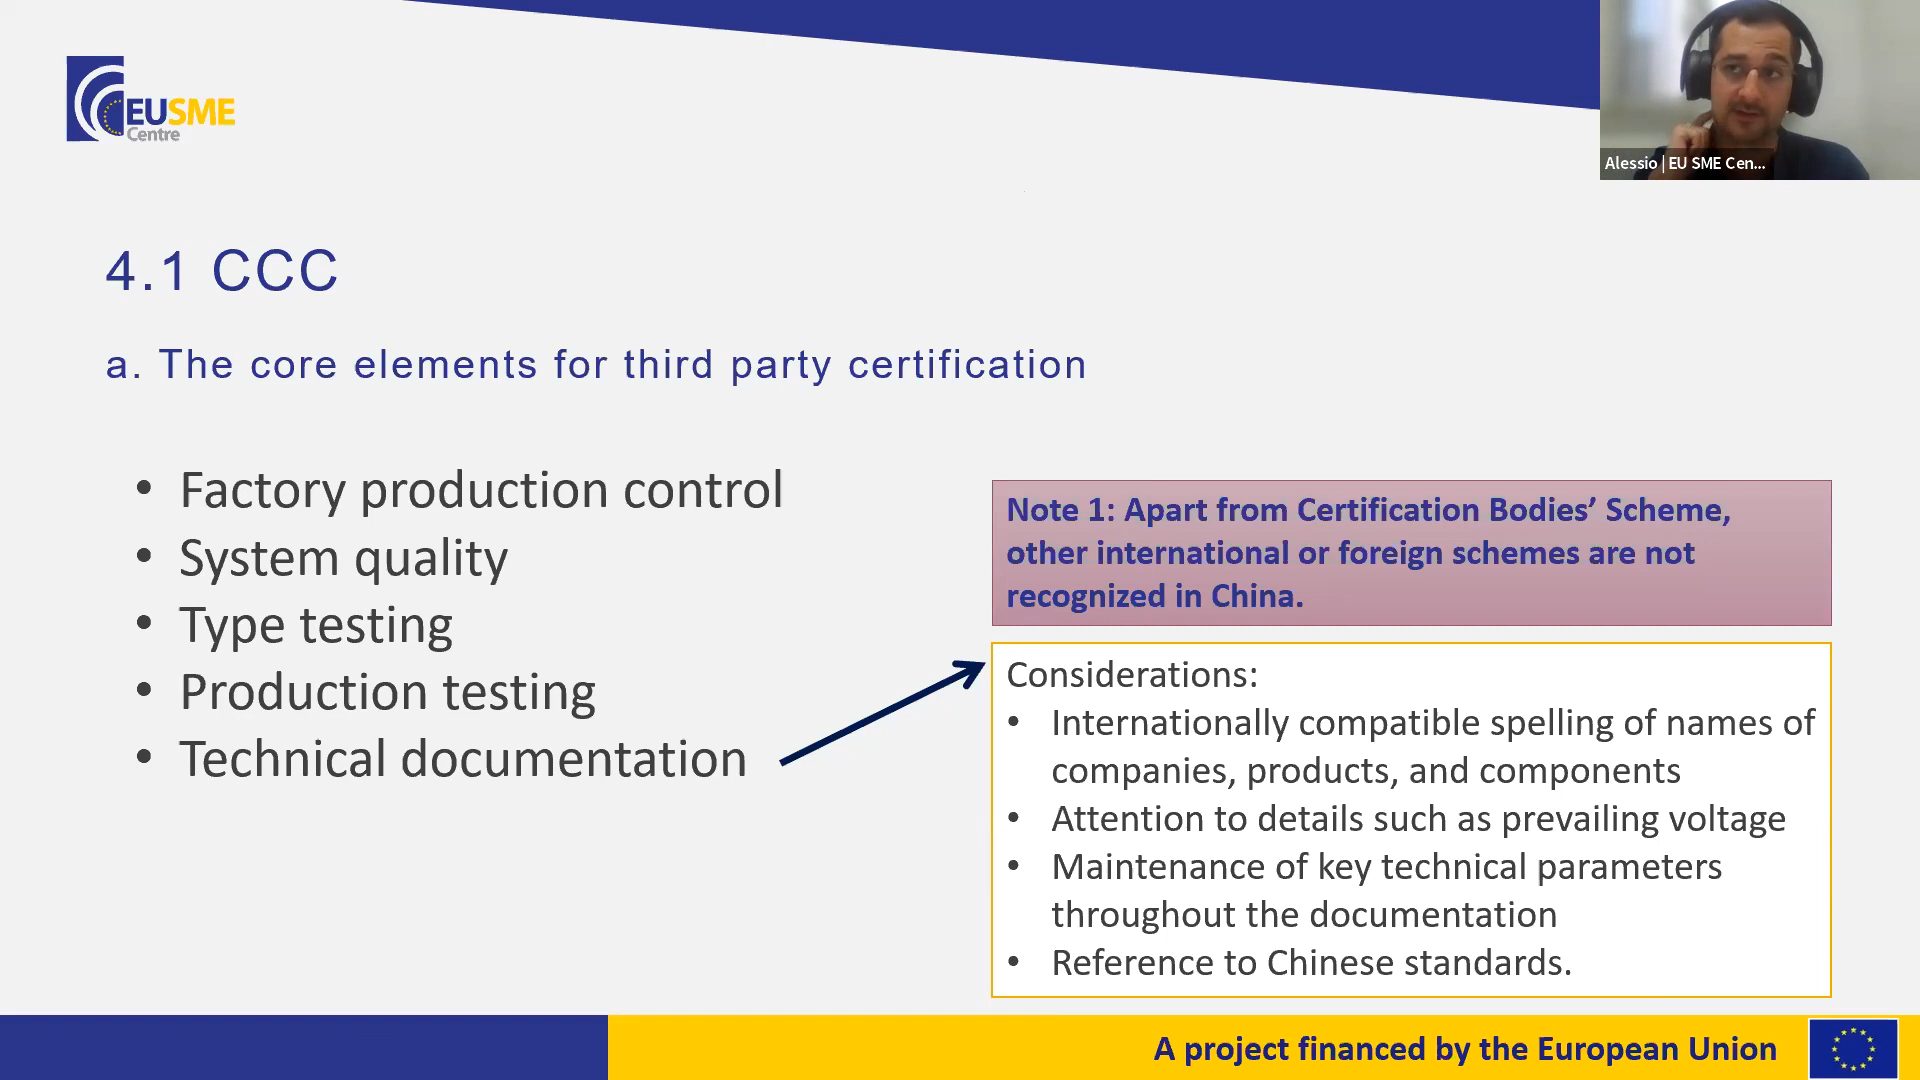 EUSME
Centre
Alessio | EU SME Cen...
4.1 CCC
a. The core elements for third party certification
• Factory production control
• System quality
• Type testing
• Production testing
• Technical documentation
Note 1: Apart from Certification Bodies’ Scheme,
other international or foreign schemes are not
recognized in China.
Considerations:
• Internationally compatible spelling of names of
companies, products, and components
• Attention to details such as prevailing voltage
• Maintenance of key technical parameters
throughout the documentation
• Reference to Chinese standards.
A project financed by the European Union